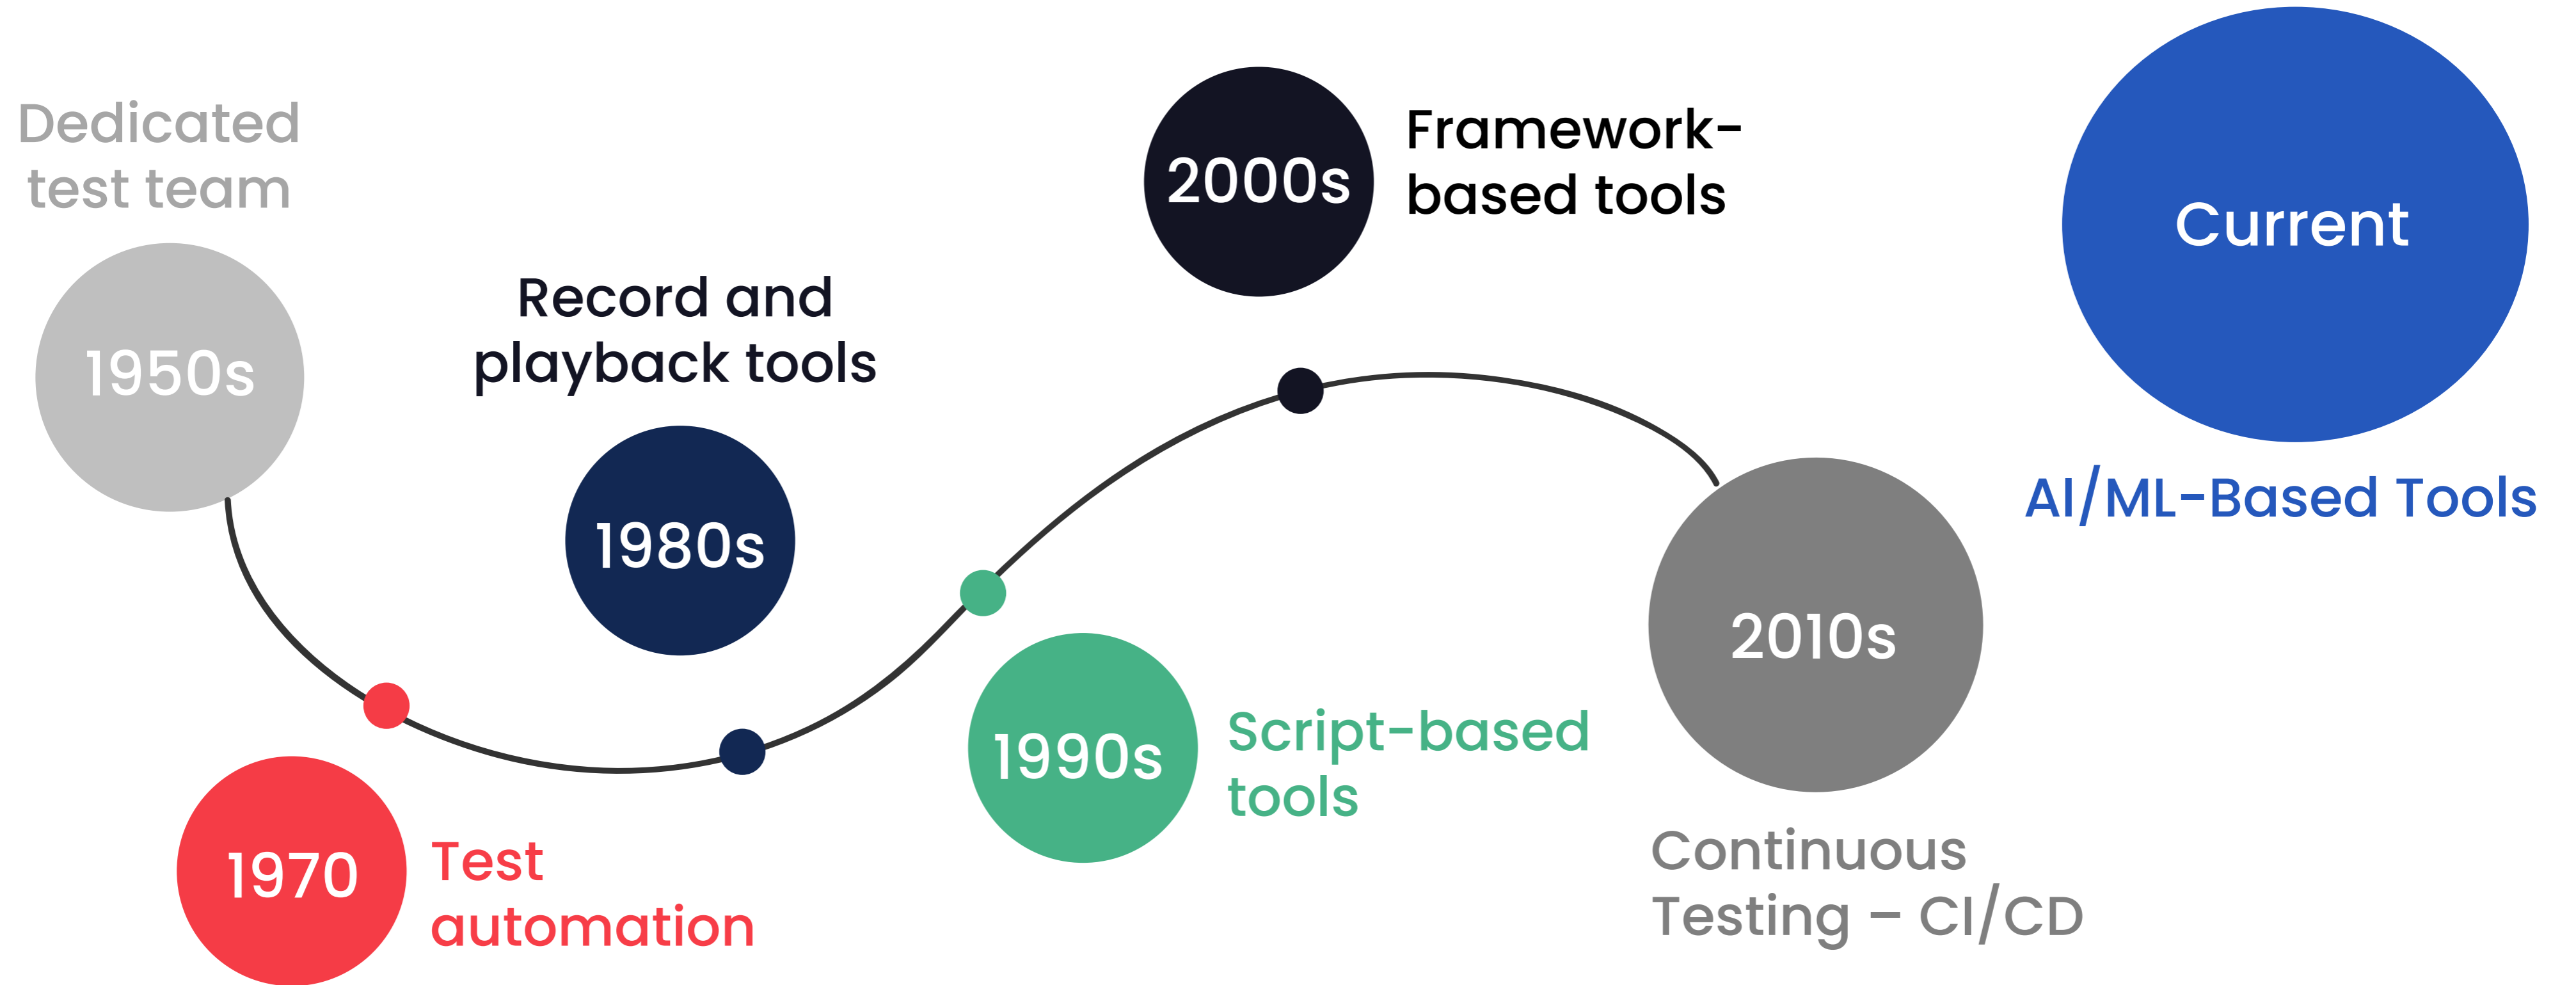 Dedicated
test team
1950s
1970
Test
automation
Record and
playback tools
1980s
1990s
Script-based
tools
2000s
Framework-
based tools
2010s
Continuous
Testing – CI/CD
Current
AI/ML-Based Tools